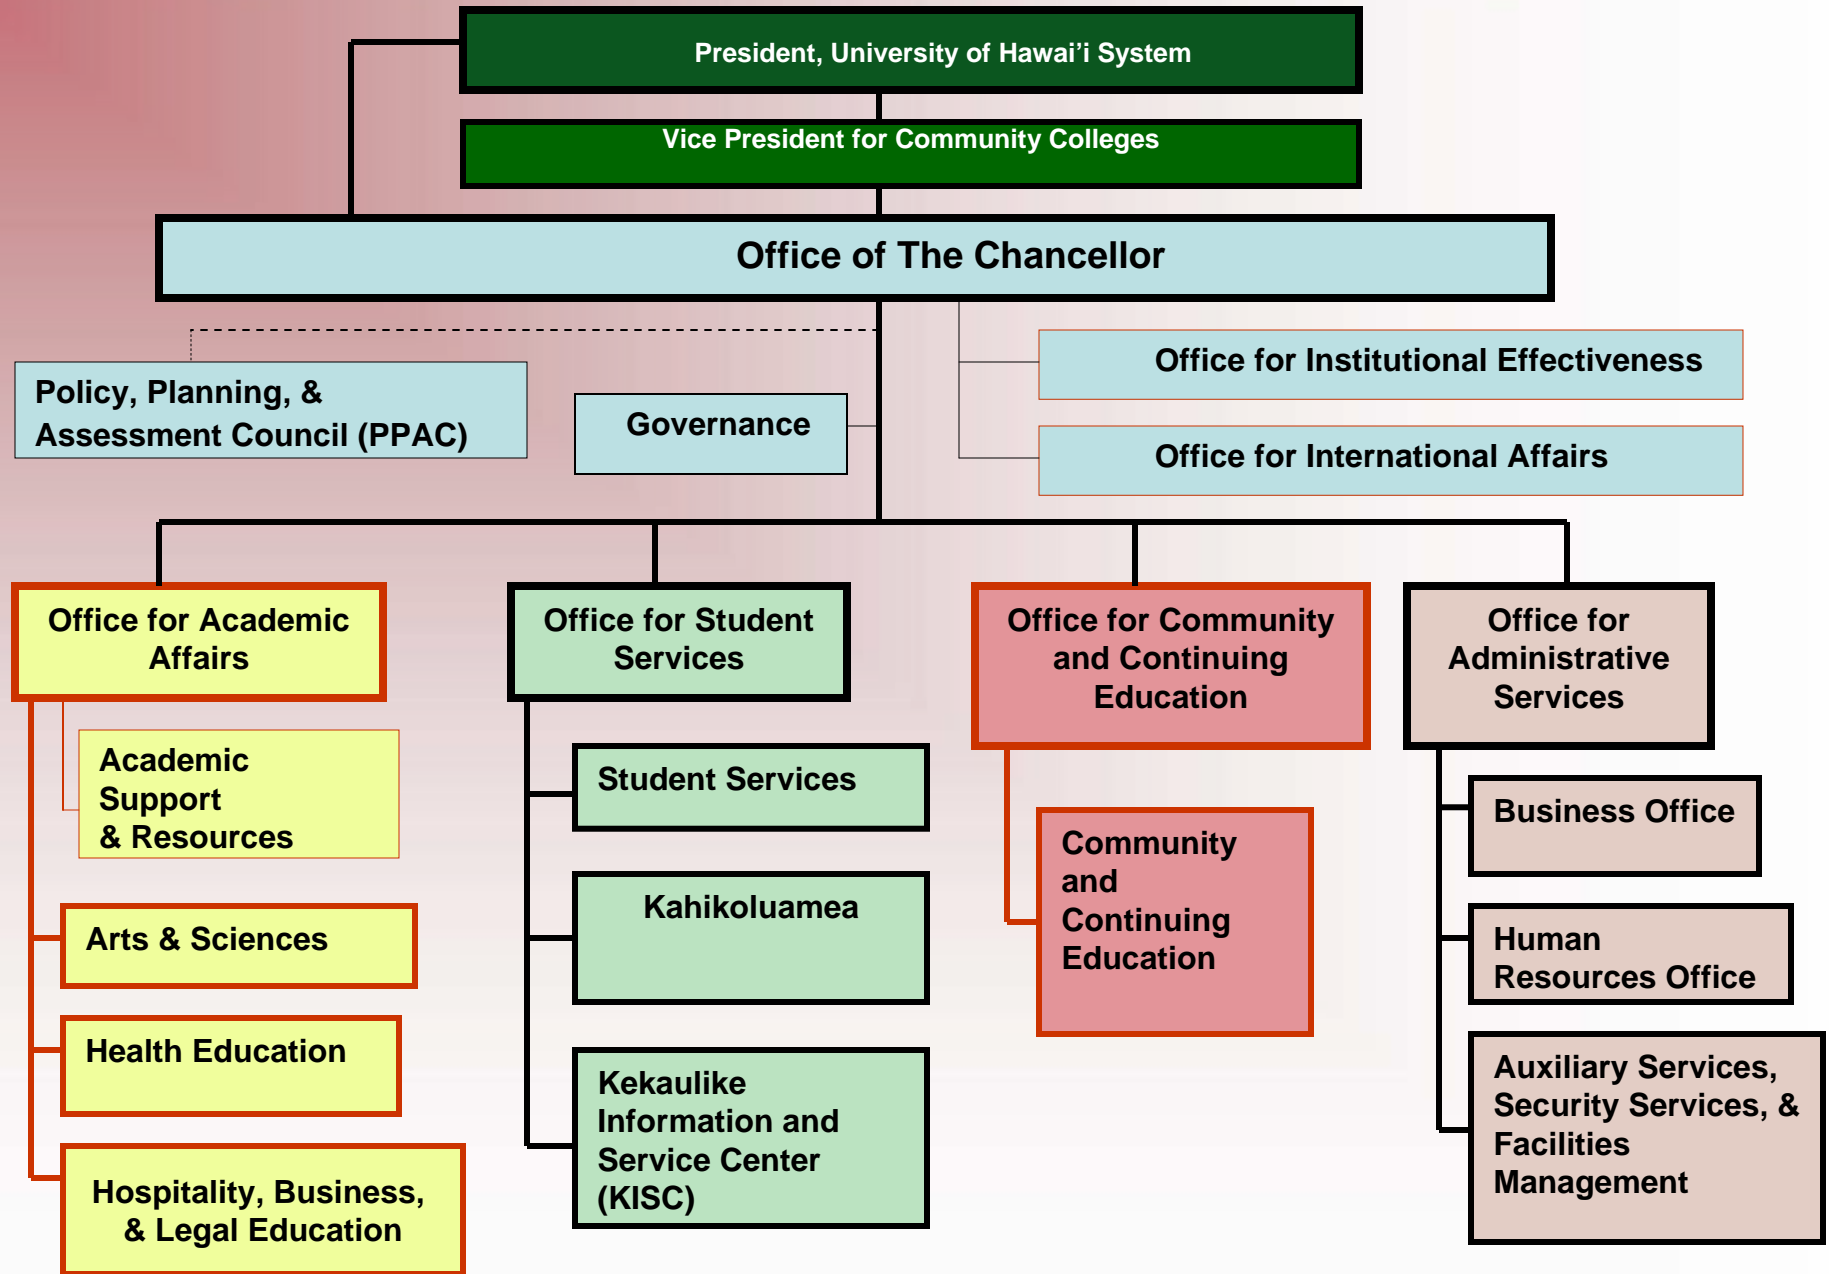 President, University of Hawai’i System
Vice President for Community Colleges
Office of The Chancellor
Policy, Planning, &
Assessment Council (PPAC)
Governance
Office for Institutional Effectiveness
Office for International Affairs
Office for Academic
Affairs
Academic
Support
& Resources
Arts & Sciences
Health Education
Hospitality, Business,
& Legal Education
Office for Student
Services
Student Services
Kahikoluamea
Kekaulike
Information and
Service Center
(KISC)
Office for Community
and Continuing
Education
Community
and
Continuing
Education
Office for
Administrative
Services
Business Office
Human
Resources Office
Auxiliary Services,
Security Services, &
Facilities
Management